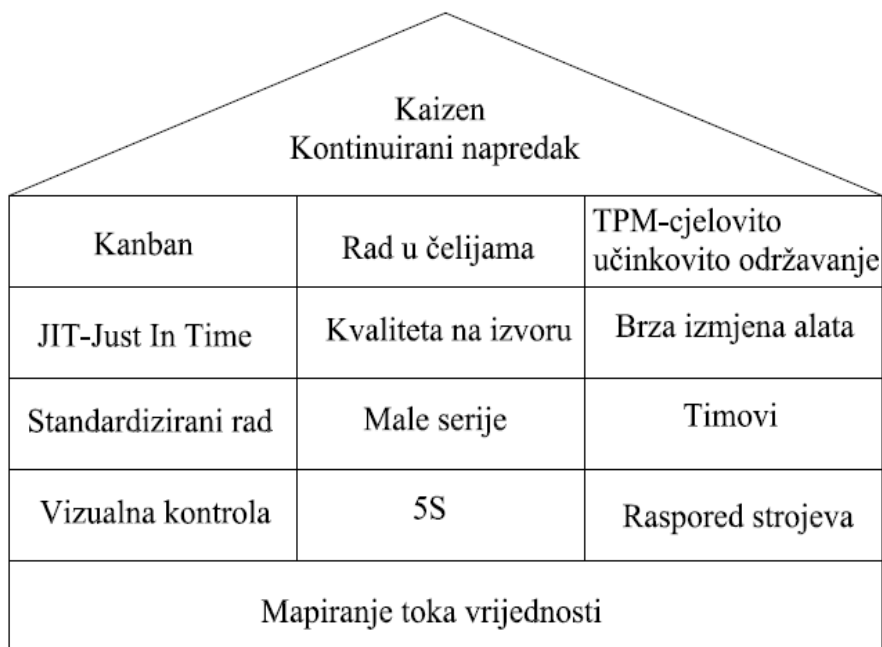 Kaizen
Kontinuirani napredak
Kanban
Rad u čelijama
TPM-cjelovito
učinkovito održavanje
JIT-Just In Time
Kvaliteta na izvoru
Brza izmjena alata
Standardizirani rad
Male serije
Timovi
Vizualna kontrola
5S
Raspored strojeva
Mapiranje toka vrijednosti